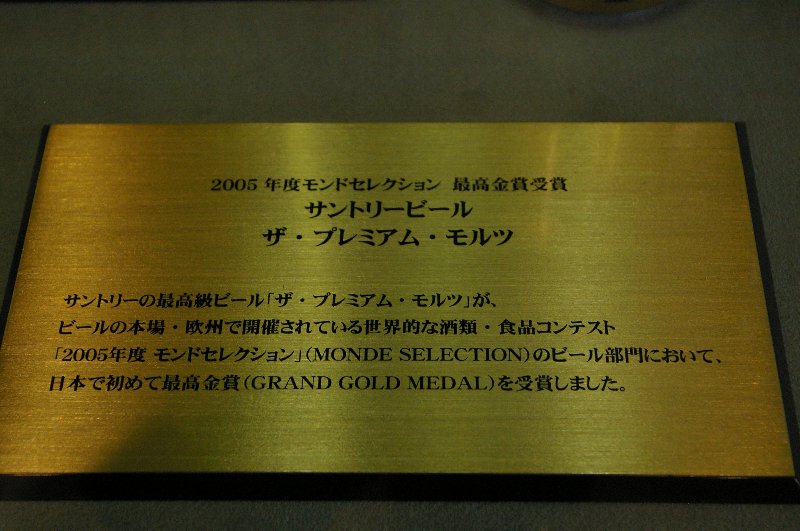 2005 年度モンドセレクション 最高金賞受賞
サントリービール
ザ・プレミアム・モルツ
サントリーの最高級ビール「ザ・プレミアム・モルツ」が、
ビールの本場・欧州で開催されている世界的な酒類・食品コンテスト
「2005年度 モンドセレクション」(MONDE SELECTION)のビール部門において、
日本で初めて最高金賞(GRAND GOLD MEDAL)を受賞しました。